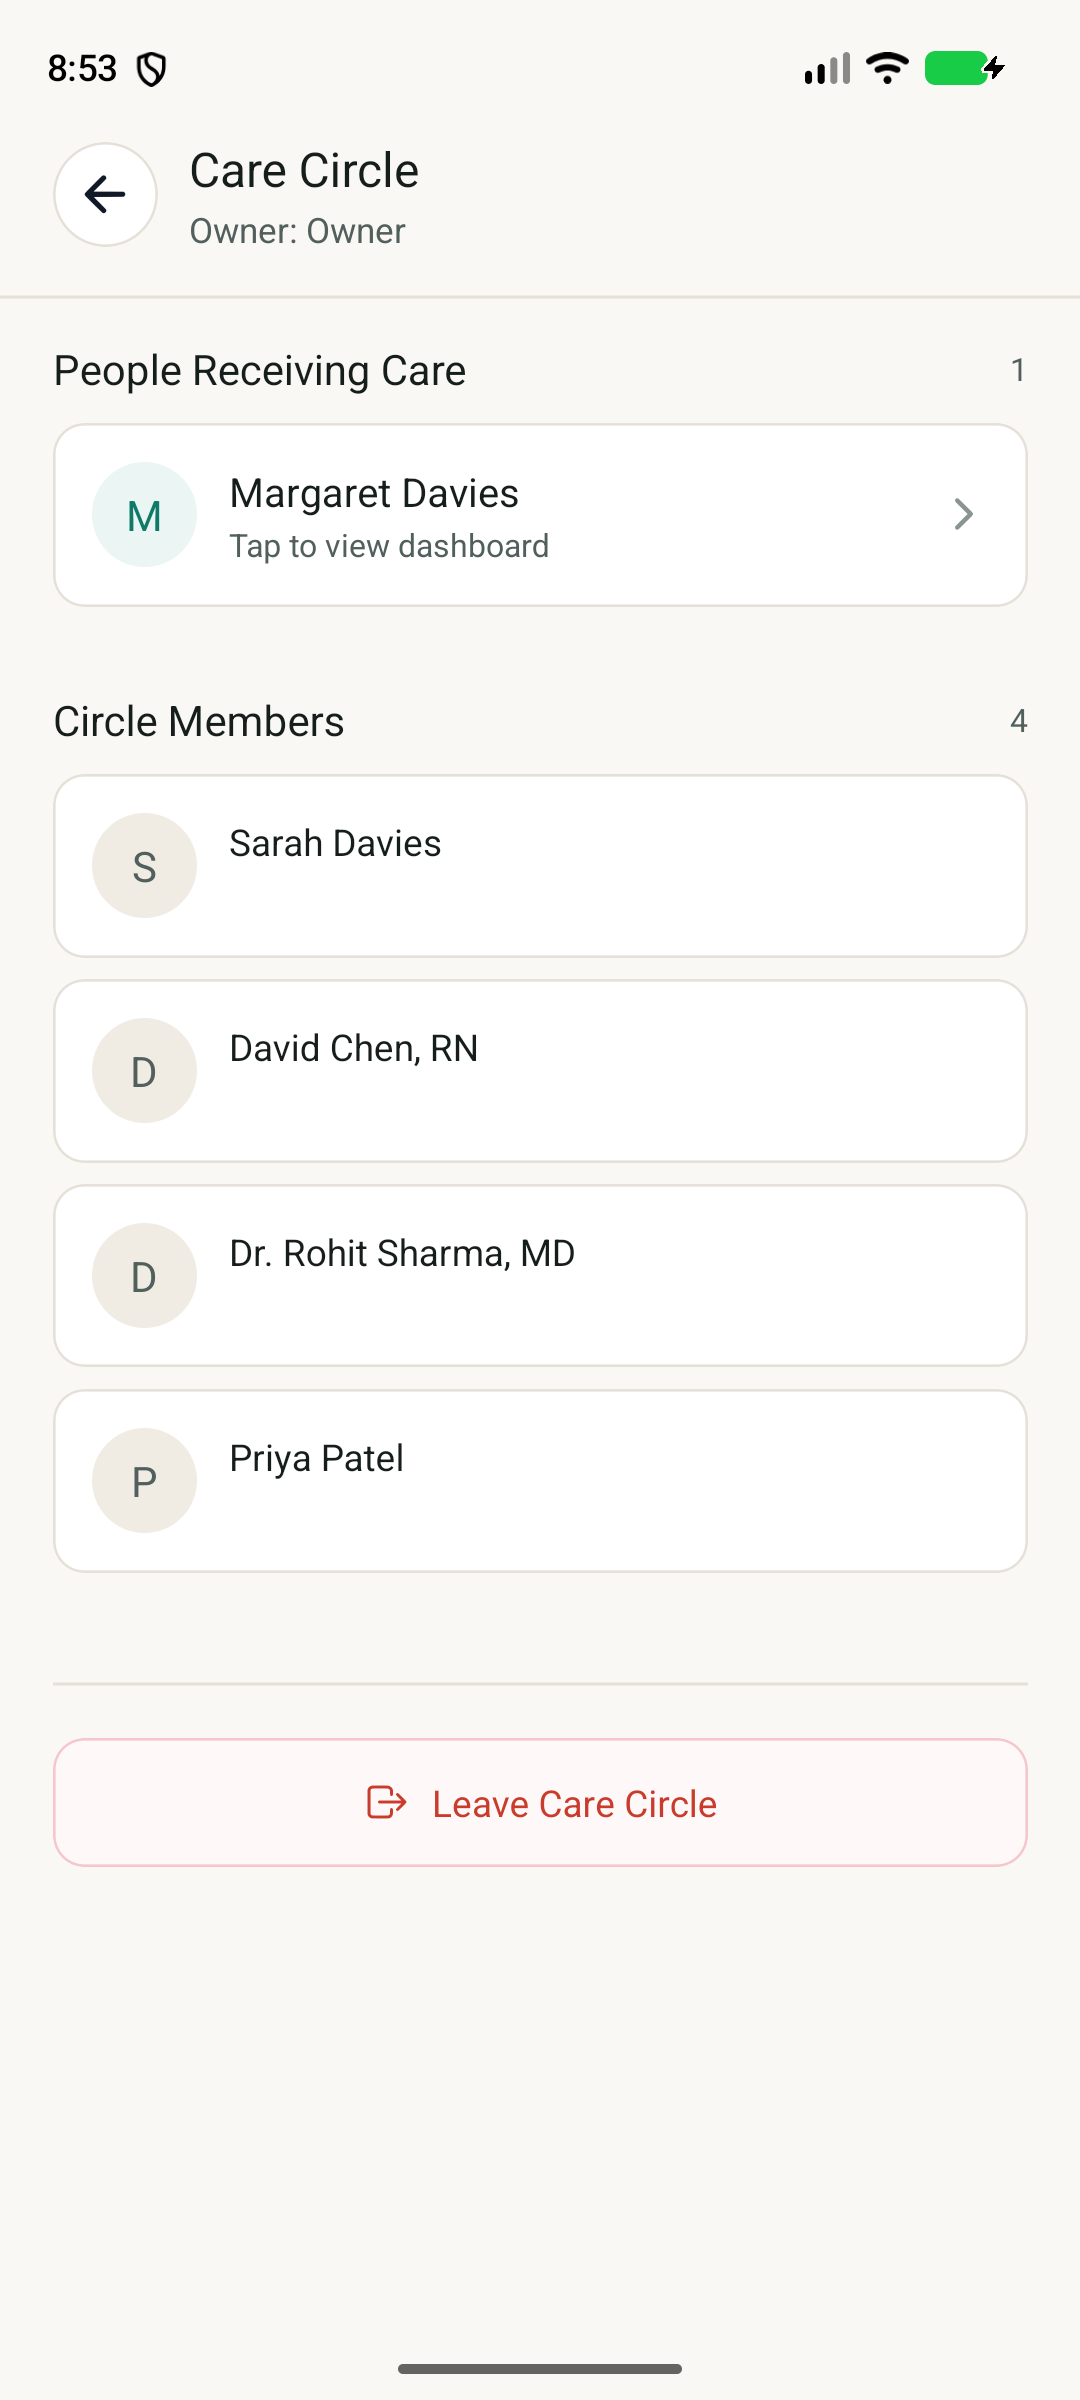 8:53
Care Circle
Owner: Owner
People Receiving Care 1
M
Margaret Davies
Tap to view dashboard
Circle Members 4
S
Sarah Davies
D
David Chen, RN
D
Dr. Rohit Sharma, MD
P
Priya Patel
Leave Care Circle